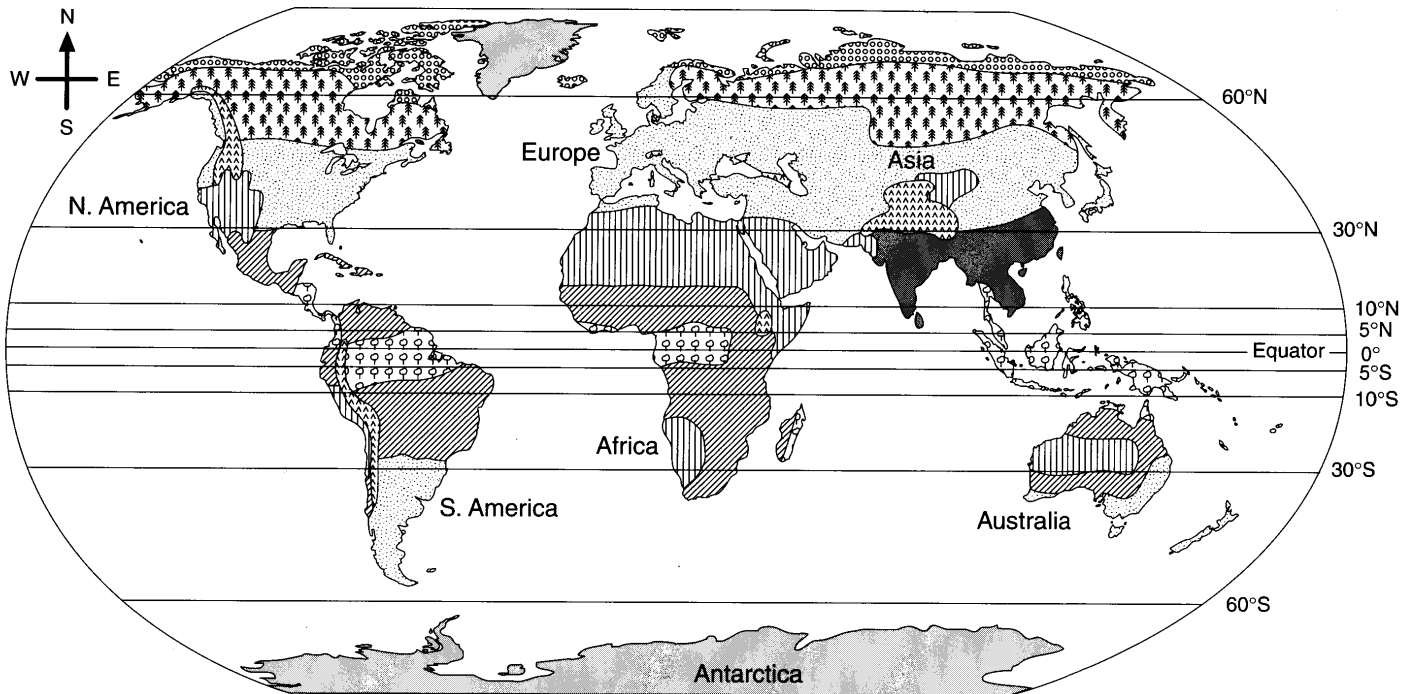 N
W E
S
60°N
Europe
Asia
N. America
30°N
10°N
5°N
Equator 0°
5°S
10°S
Africa
30°S
S. America
Australia
60°S
Antarctica